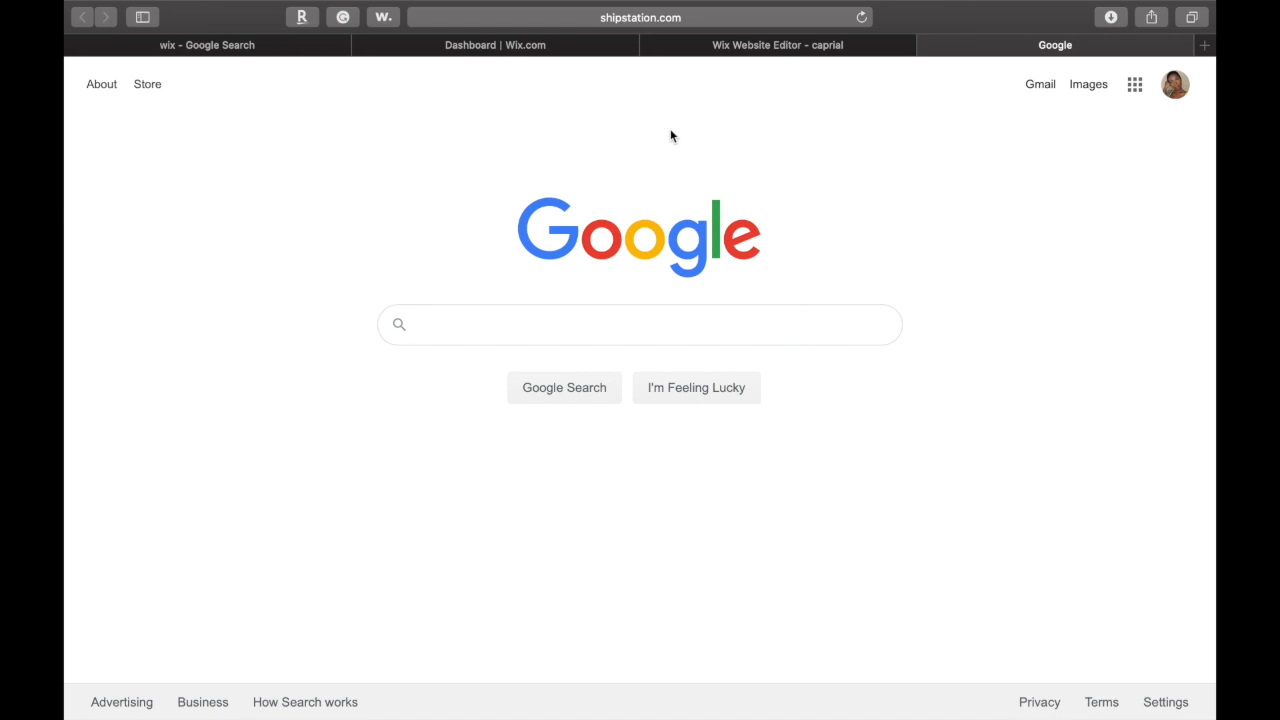 R G W. shipstation.com
wix - Google Search Dashboard | Wix.com Wix Website Editor - caprial Google
About Store Gmail Images
Google
Google Search I'm Feeling Lucky
Advertising Business How Search works Privacy Terms Settings